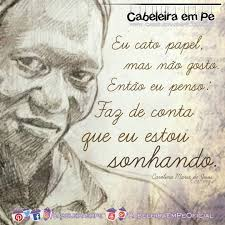 Cabeleira em Pe
Eu cato papel,
mas não gosto.
Então eu penso:
Faz de conta
que eu estou
sonhando.
Carolina Maria de Jesus